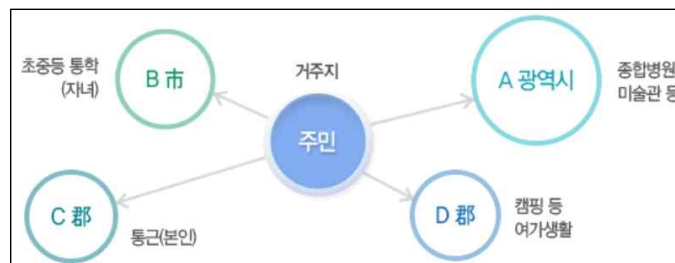 초중등 통학
(자녀)
B 市
거주지
A 광역시
종합병원
미술관 등
주민
C 郡
통근(본인)
D 郡
캠핑 등
여가생활